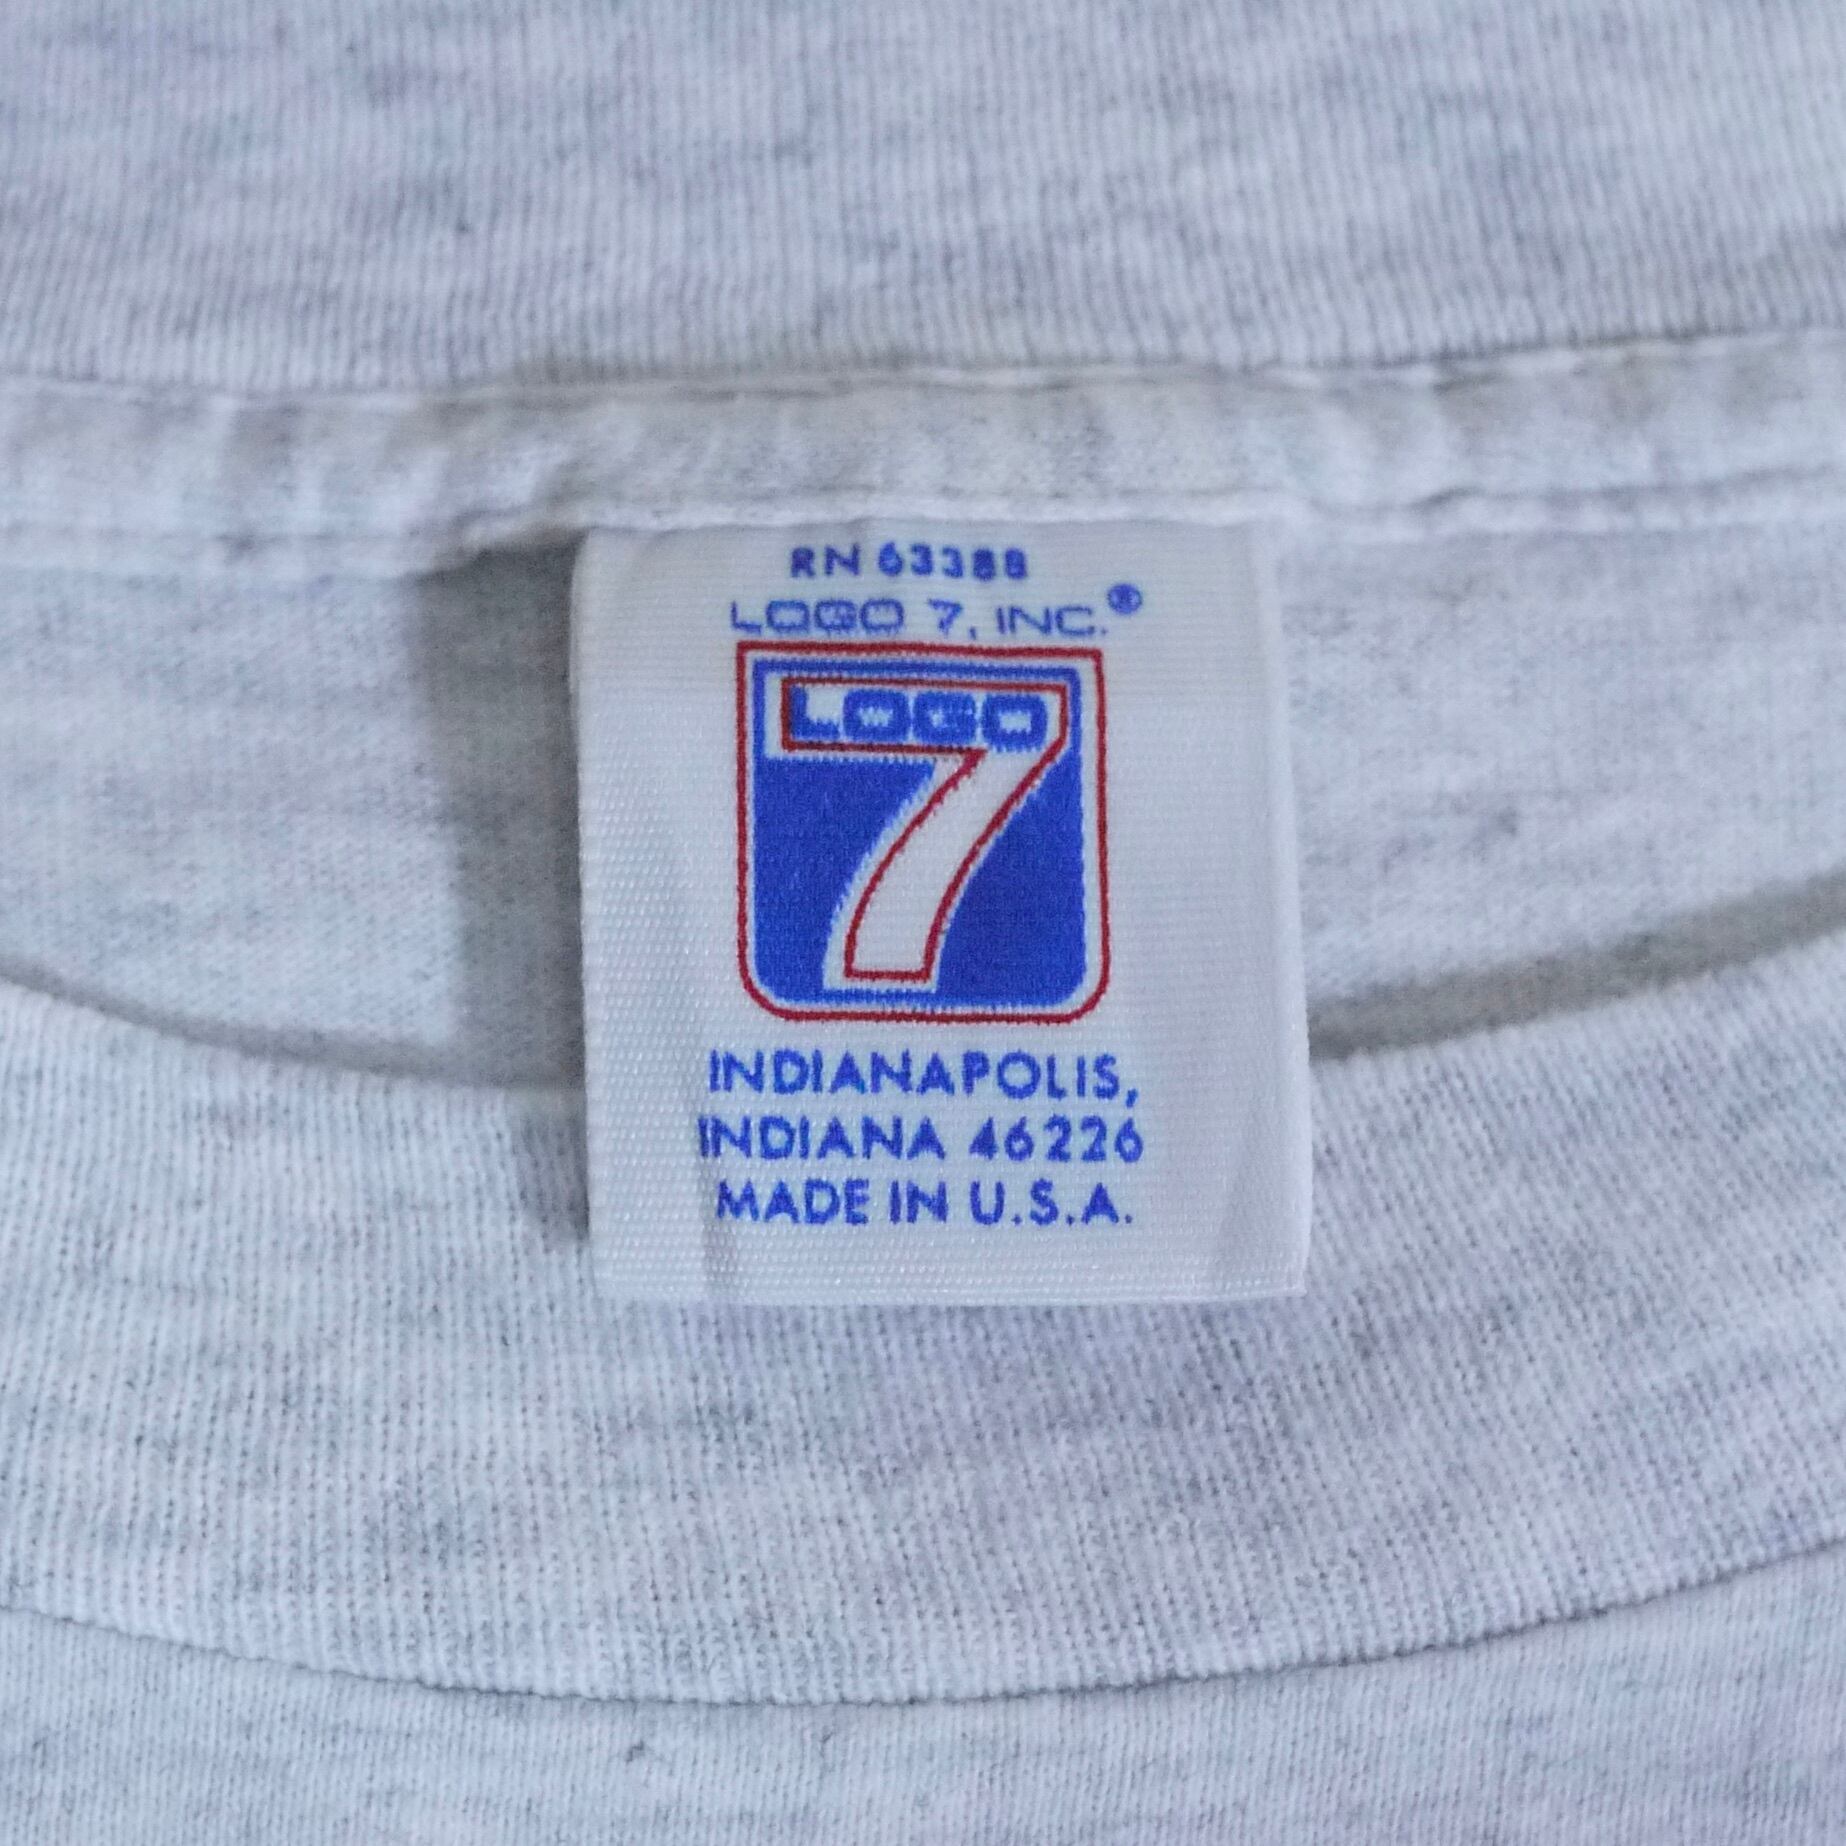 RN 63388
LOGO 7, INC.®
LOGO
7
INDIANAPOLIS,
INDIANA 46226
MADE IN U.S.A.